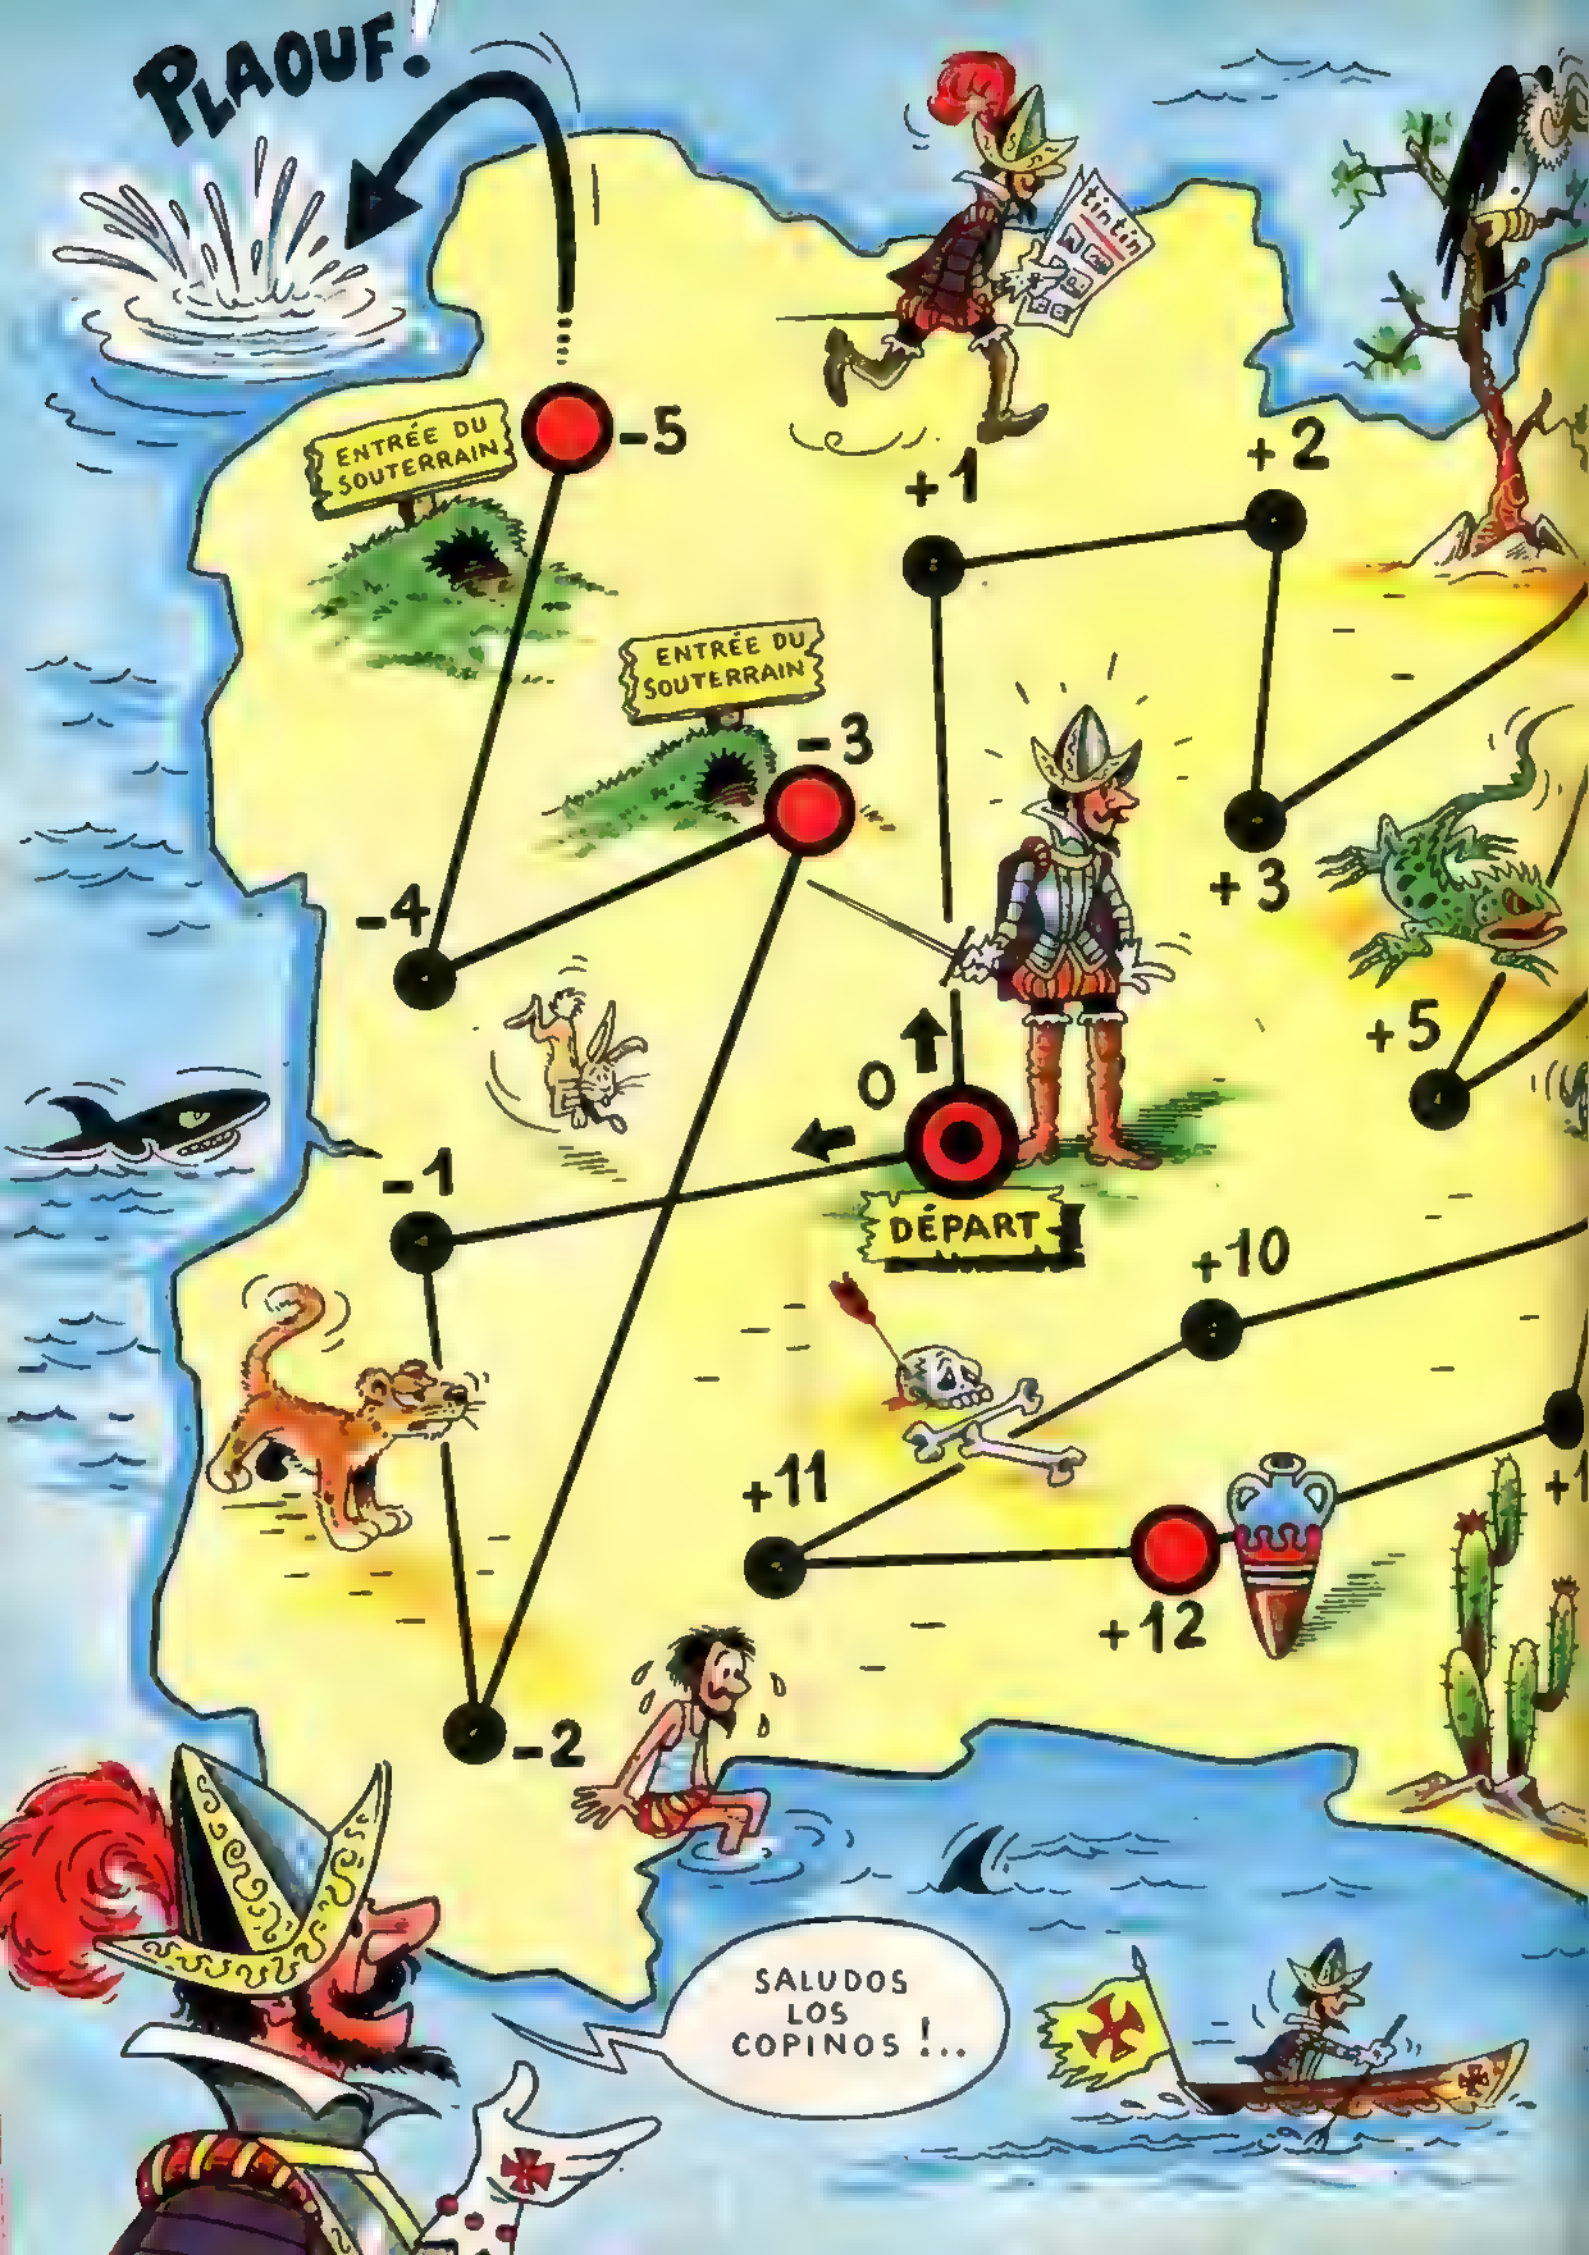 PLAOUF!
tintin
ENTRÉE DU
SOUTERRAIN
-5
+1
+2
ENTRÉE DU
SOUTERRAIN
-3
+3
-4
+5
0
-1
DÉPART
+10
+11
+12
-2
SALUDOS
LOS
COPINOS !..